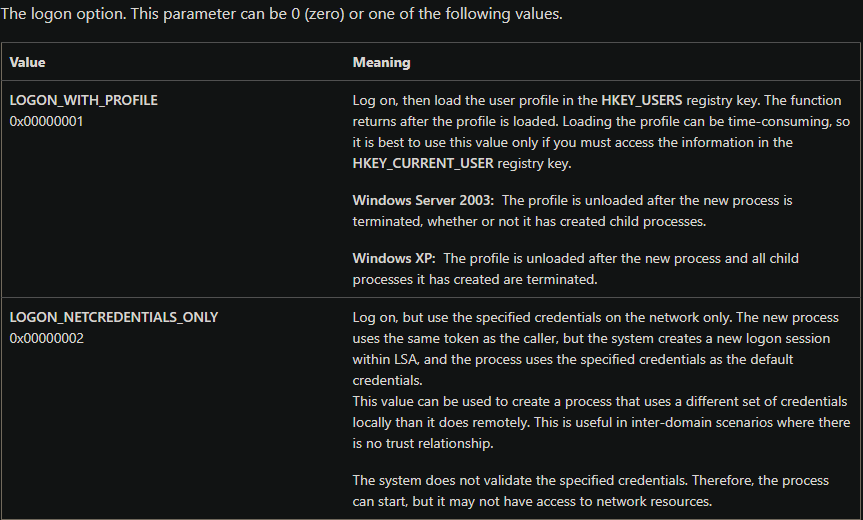 The logon option. This parameter can be 0 (zero) or one of the following values.
Value
Meaning
LOGON_WITH_PROFILE
0x00000001
Log on, then load the user profile in the HKEY_USERS registry key. The function
returns after the profile is loaded. Loading the profile can be time-consuming, so
it is best to use this value only if you must access the information in the
HKEY_CURRENT_USER registry key.
Windows Server 2003: The profile is unloaded after the new process is
terminated, whether or not it has created child processes.
Windows XP: The profile is unloaded after the new process and all child
processes it has created are terminated.
LOGON_NETCREDENTIALS_ONLY
0x00000002
Log on, but use the specified credentials on the network only. The new process
uses the same token as the caller, but the system creates a new logon session
within LSA, and the process uses the specified credentials as the default
credentials.
This value can be used to create a process that uses a different set of credentials
locally than it does remotely. This is useful in inter-domain scenarios where there
is no trust relationship.
The system does not validate the specified credentials. Therefore, the process
can start, but it may not have access to network resources.